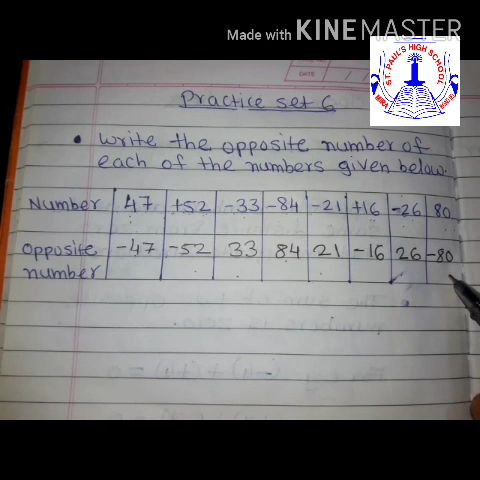 Made with KINEMASTER
ST. PAUL'S HIGH SCHOOL
DATE
Practice set 6
• Write the opposite number of
each of the numbers given below.
Number 47 +52 -33 -84 -21 +16 -26 80
Opposite number -47 -52 33 84 21 -16 26 -80